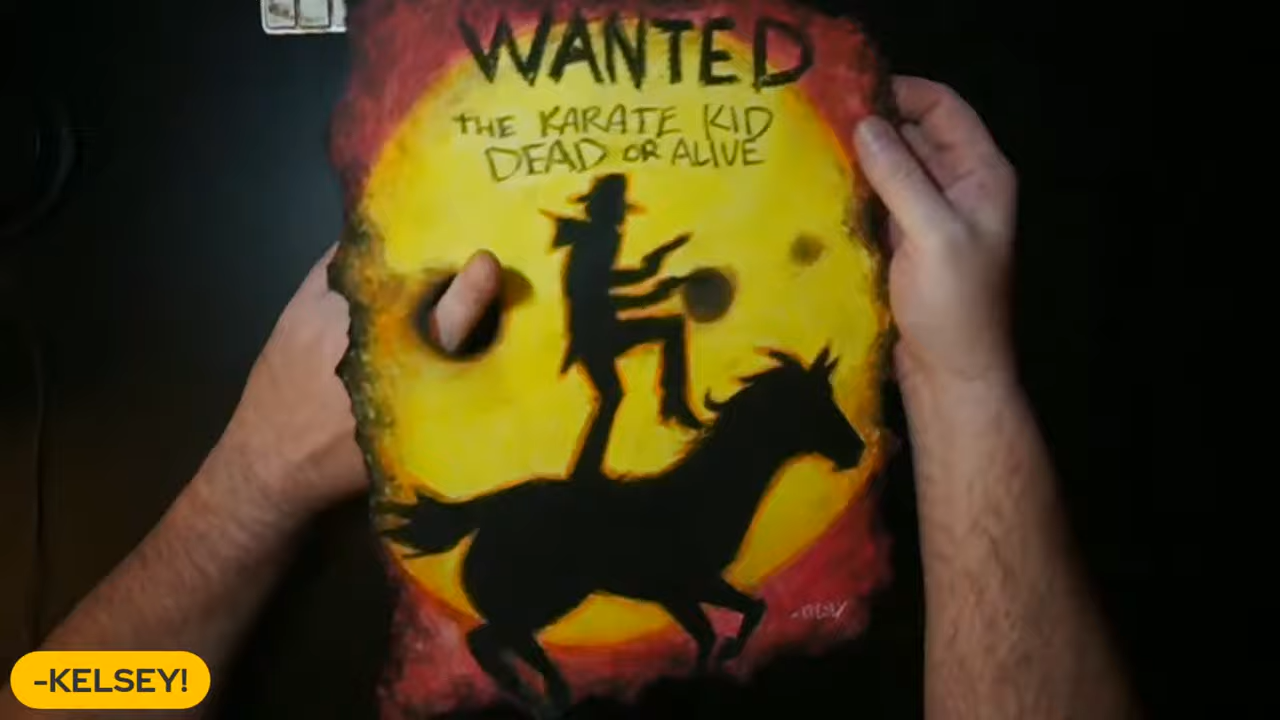 WANTED
THE KARATE KID
DEAD OR ALIVE
-KELSEY!